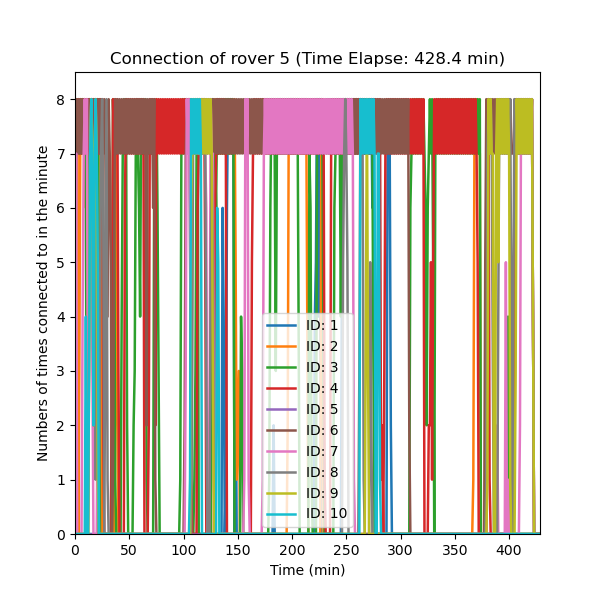 Connection of rover 5 (Time Elapse: 428.4 min)
Numbers of times connected to in the minute
8
7
6
5
4
3
2
1
0
ID: 1
ID: 2
ID: 3
ID: 4
ID: 5
ID: 6
ID: 7
ID: 8
ID: 9
ID: 10
0 50 100 150 200 250 300 350 400
Time (min)